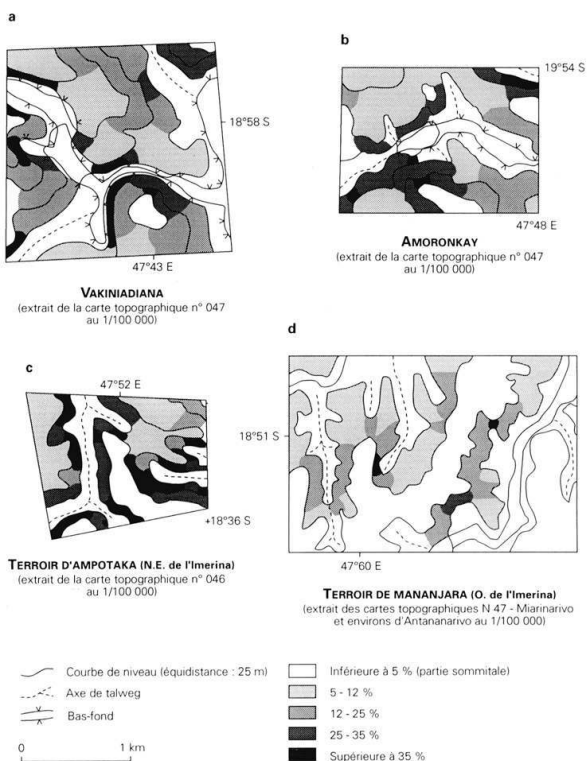 a
b
19°54 S
18°58 S
47°48 E
47°43 E
AMORONKAY
(extrait de la carte topographique n° 047
au 1/100 000)
VAKINIADIANA
(extrait de la carte topographique n° 047
au 1/100 000)
c
d
47°52 E
18°51 S
+18°36 S
47°60 E
TERROIR D'AMPOTAKA (N.E. de l'Imerina)
(extrait de la carte topographique n° 046
au 1/100 000)
TERROIR DE MANANJARA (O. de l'Imerina)
(extrait des cartes topographiques N 47 - Miarinarivo
et environs d'Antananarivo au 1/100 000)
Courbe de niveau (équidistance : 25 m)
Axe de talweg
Bas-fond
0 1 km
Inférieure à 5 % (partie sommitale)
5 - 12 %
12 - 25 %
25 - 35 %
Supérieure à 35 %